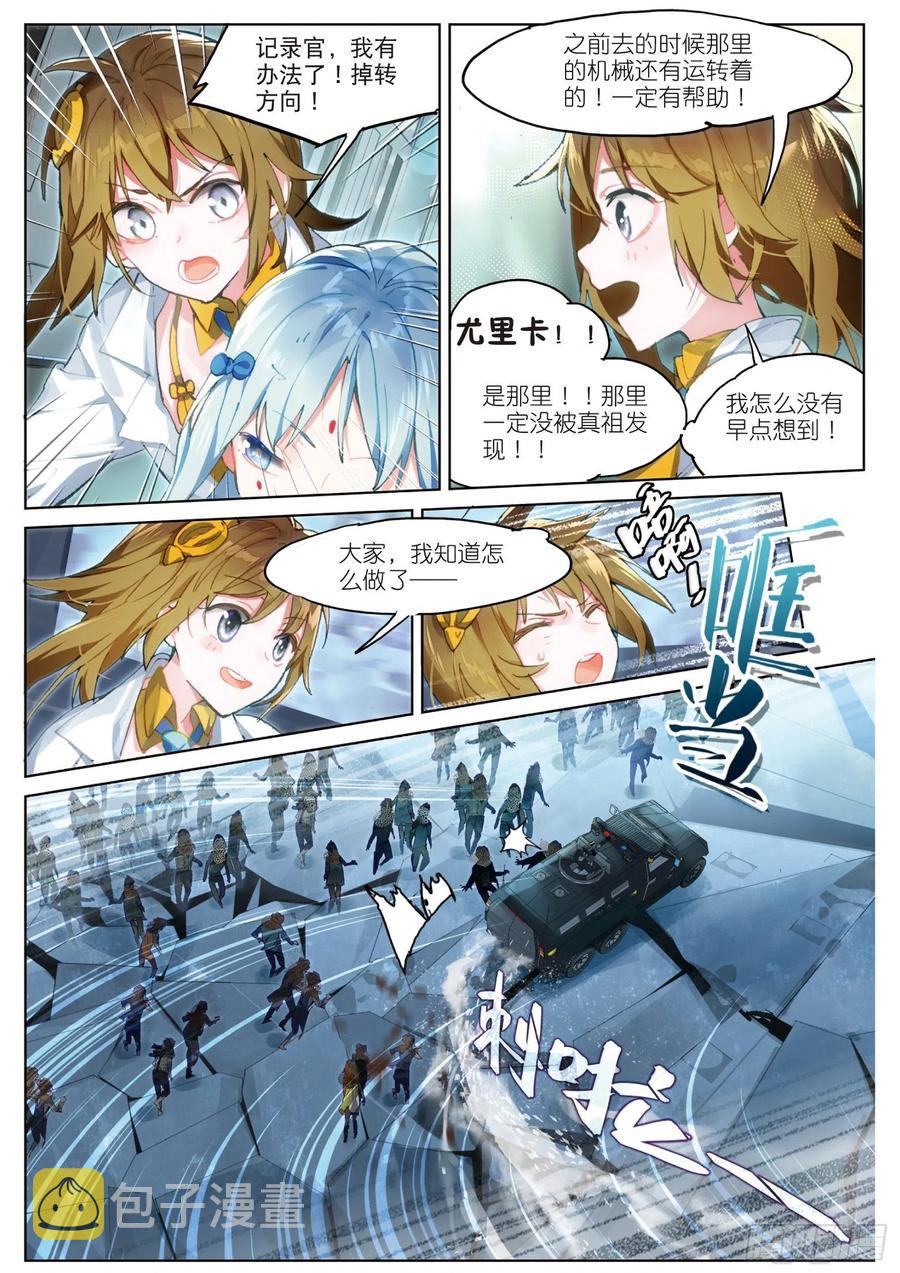 记录官，我有
办法了！掉转
方向！
之前去的时候那里
的机械还有运转着
的！一定有帮助！
尤里卡！！
是那里！！那里
一定没被真祖发
现！！
我怎么没有
早点想到！
大家，我知道怎
么做了——
唔啊！
哐当
刺啦
包子漫畫